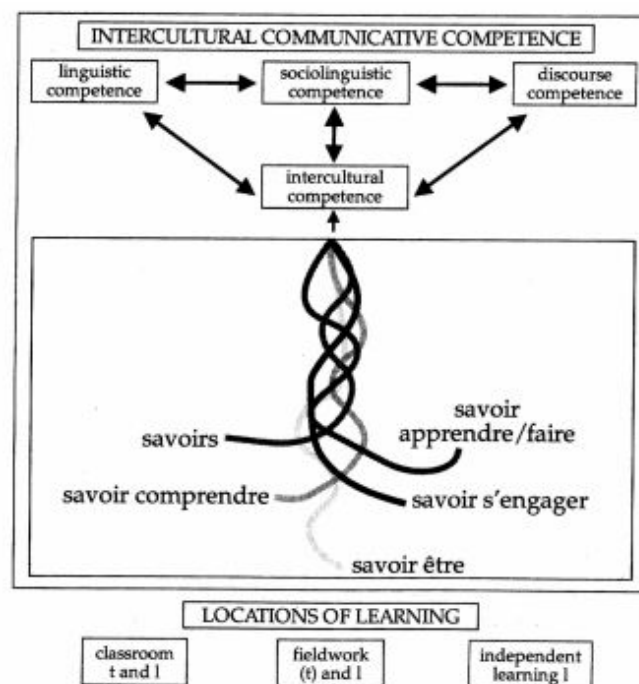 INTERCULTURAL COMMUNICATIVE COMPETENCE
linguistic
competence
sociolinguistic
competence
discourse
competence
intercultural
competence
savoirs
savoir
apprendre/faire
savoir comprendre
savoir s'engager
savoir être
LOCATIONS OF LEARNING
classroom
t and l
fieldwork
(t) and l
independent
learning l